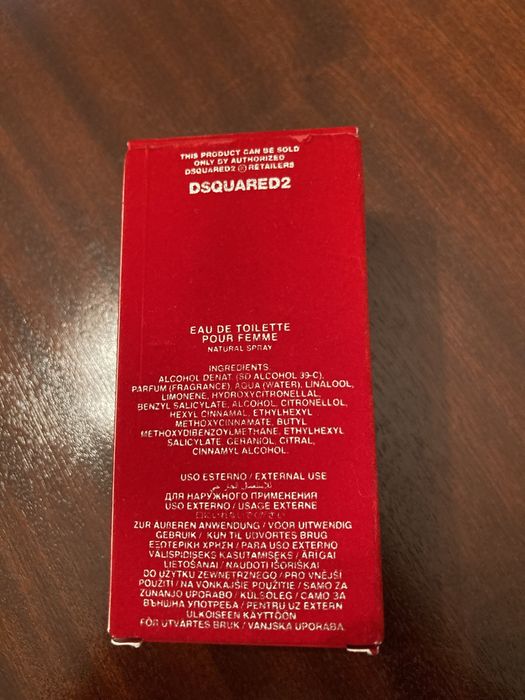 THIS PRODUCT CAN BE SOLD
ONLY BY AUTHORIZED
DSQUARED2 RETAILERS
DSQUARED2
EAU DE TOILETTE
POUR FEMME
NATURAL SPRAY
INGREDIENTS
ALCOHOL DENAT. (SD ALCOHOL 39-C),
PARFUM (FRAGRANCE), AQUA (WATER), LINALOOL,
LIMONENE, HYDROXYCITRONELLAL,
BENZYL SALICYLATE, ALCOHOL, CITRONELLOL,
HEXYL CINNAMAL, ETHYLHEXYL
METHOXYCINNAMATE, BUTYL
METHOXYDIBENZOYLMETHANE, ETHYLHEXYL
SALICYLATE, GERANIOL, CITRAL,
CINNAMYL ALCOHOL.
USO ESTERNO / EXTERNAL USE
ДЛЯ НАРУЖНОГО ПРИМЕНЕНИЯ
USO EXTERNO / USAGE EXTERNE
ZUR ÄUßEREN ANWENDUNG / VOOR UITWENDIG
GEBRUIK / KUN TIL UDVORTES BRUG
ΕΞΩΤΕΡΙΚΗ ΧΡΗΣΗ / PARA USO EXTERNO
VÄLISPIDISEKS KASUTAMISEKS / ĀRĪGAI
LIETOŠANAI / NAUDOTI IŠORIŠKAI
DO UŻYTKU ZEWNĘTRZNEGO / PRO VNĚJŠÍ
POUŽITÍ / NA VONKAJŠIE POUŽITIE / SAMO ZA
ZUNANJO UPORABO / KÜLSŐLEG / САМО ЗА
ВЪНШНА УПОТРЕБА / PENTRU UZ EXTERN
ULKOISEEN KÄYTTÖÖN
FÖR UTVÄRTES BRUK / VANJSKA UPORABA.